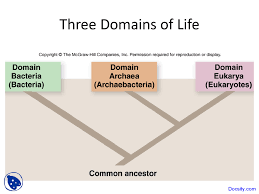 Three Domains of Life
Copyright © The McGraw-Hill Companies, Inc. Permission required for reproduction or display.
Domain
Bacteria
(Bacteria)
Domain
Archaea
(Archaebacteria)
Domain
Eukarya
(Eukaryotes)
Common ancestor
Docsity.com